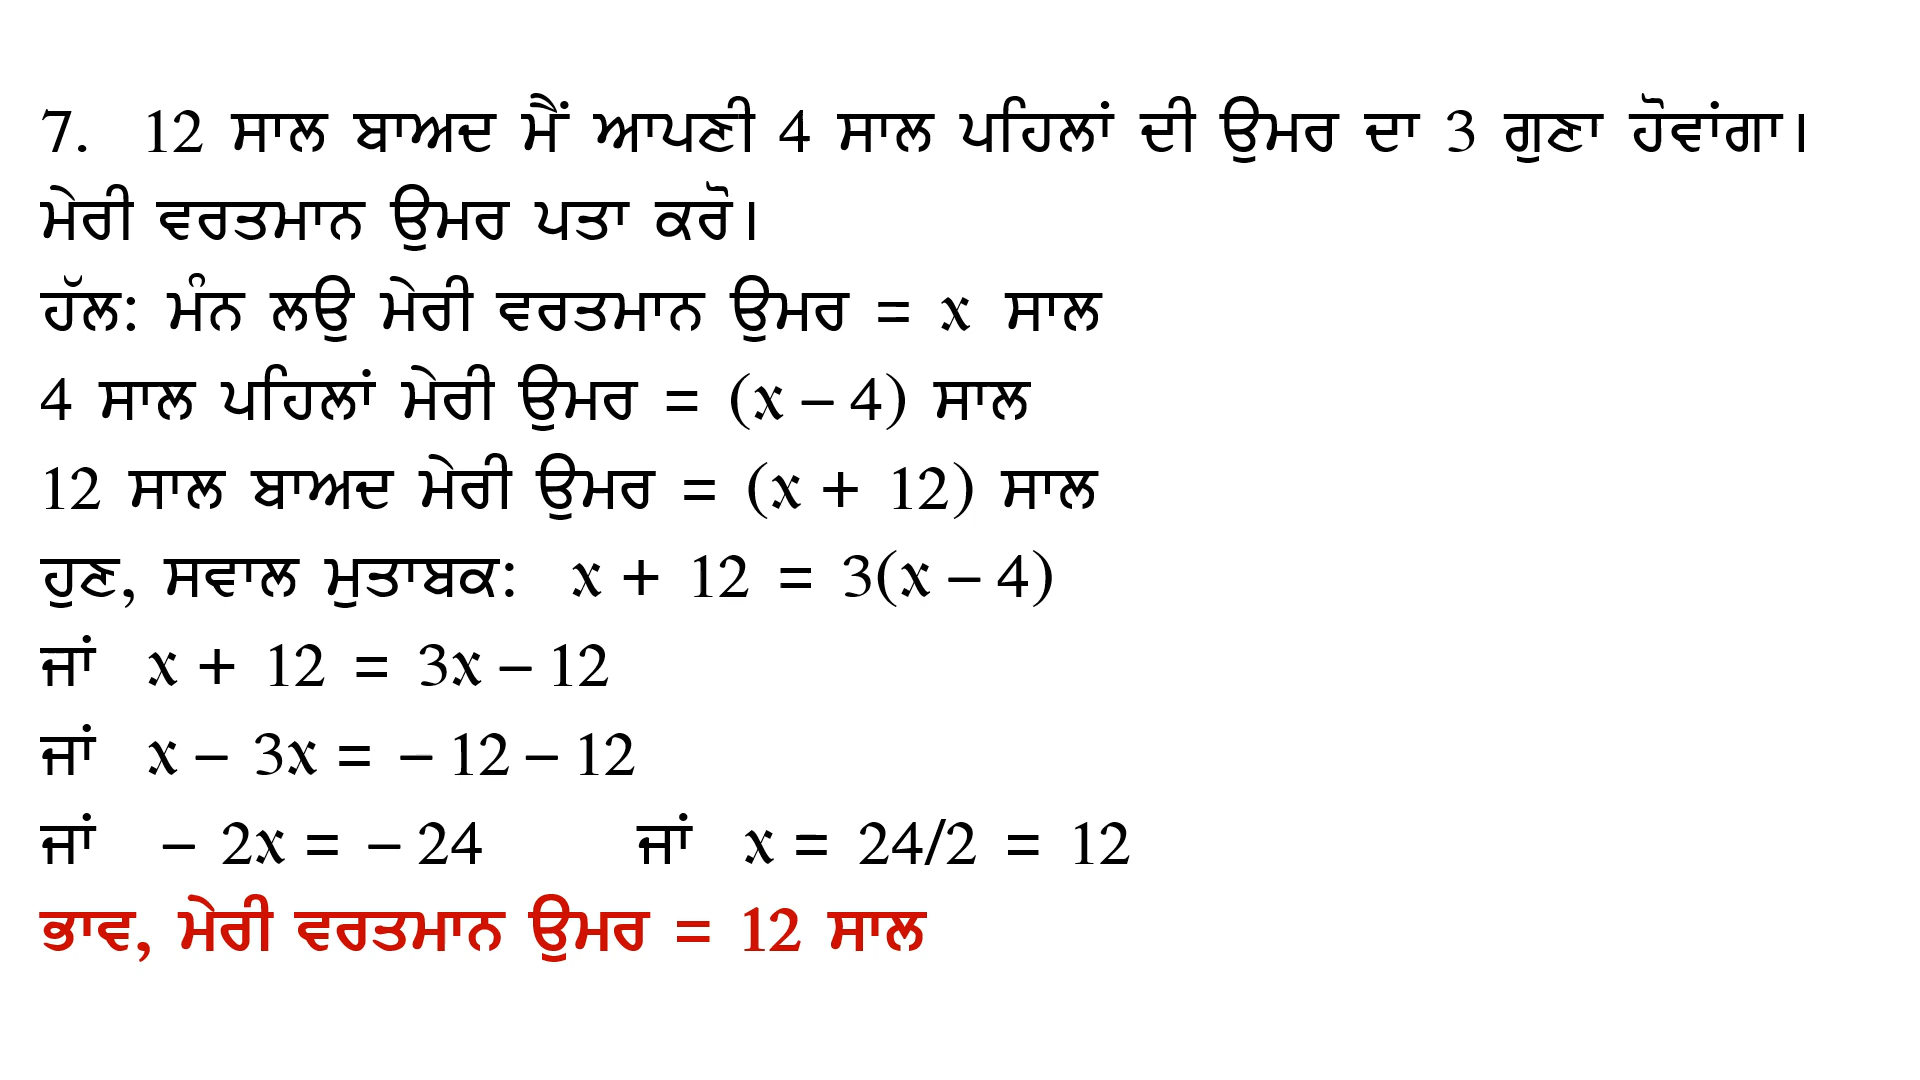 7. 12 ਸਾਲ ਬਾਅਦ ਮੈਂ ਆਪਣੀ 4 ਸਾਲ ਪਹਿਲਾਂ ਦੀ ਉਮਰ ਦਾ 3 ਗੁਣਾ ਹੋਵਾਂਗਾ।
ਮੇਰੀ ਵਰਤਮਾਨ ਉਮਰ ਪਤਾ ਕਰੋ।
ਹੱਲ: ਮੰਨ ਲਉ ਮੇਰੀ ਵਰਤਮਾਨ ਉਮਰ = x ਸਾਲ
4 ਸਾਲ ਪਹਿਲਾਂ ਮੇਰੀ ਉਮਰ = (x – 4) ਸਾਲ
12 ਸਾਲ ਬਾਅਦ ਮੇਰੀ ਉਮਰ = (x + 12) ਸਾਲ
ਹੁਣ, ਸਵਾਲ ਮੁਤਾਬਕ: x + 12 = 3(x – 4)
ਜਾਂ x + 12 = 3x – 12
ਜਾਂ x – 3x = – 12 – 12
ਜਾਂ – 2x = – 24 ਜਾਂ x = 24/2 = 12
ਭਾਵ, ਮੇਰੀ ਵਰਤਮਾਨ ਉਮਰ = 12 ਸਾਲ